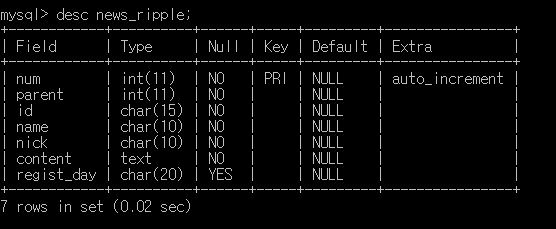 mysql> desc news_ripple;
+------------+----------+------+-----+---------+----------------+
| Field | Type | Null | Key | Default | Extra |
+------------+----------+------+-----+---------+----------------+
| num | int(11) | NO | PRI | NULL | auto_increment |
| parent | int(11) | NO | | NULL | |
| id | char(15) | NO | | NULL | |
| name | char(10) | NO | | NULL | |
| nick | char(10) | NO | | NULL | |
| content | text | NO | | NULL | |
| regist_day | char(20) | YES | | NULL | |
+------------+----------+------+-----+---------+----------------+
7 rows in set (0.02 sec)